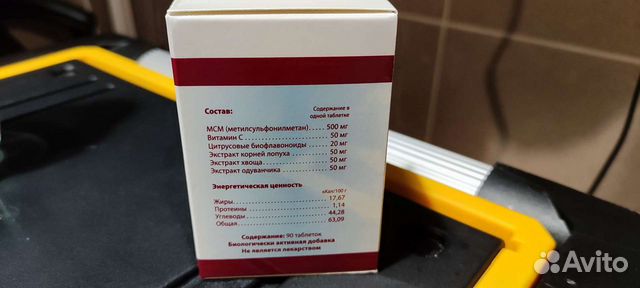 Состав:
Содержание в
одной таблетке
МСМ (метилсульфонилметан)..... 500 мг
Витамин С ..... 50 мг
Цитрусовые биофлавоноиды ..... 20 мг
Экстракт корней лопуха ..... 50 мг
Экстракт хвоща ..... 50 мг
Экстракт одуванчика ..... 50 мг
Энергетическая ценность
кКал/100 г
Жиры ..... 17,67
Протеины ..... 1,14
Углеводы ..... 44,28
Общая ..... 63,09
Содержание: 90 таблеток
Биологически активная добавка
Не является лекарством
Avito